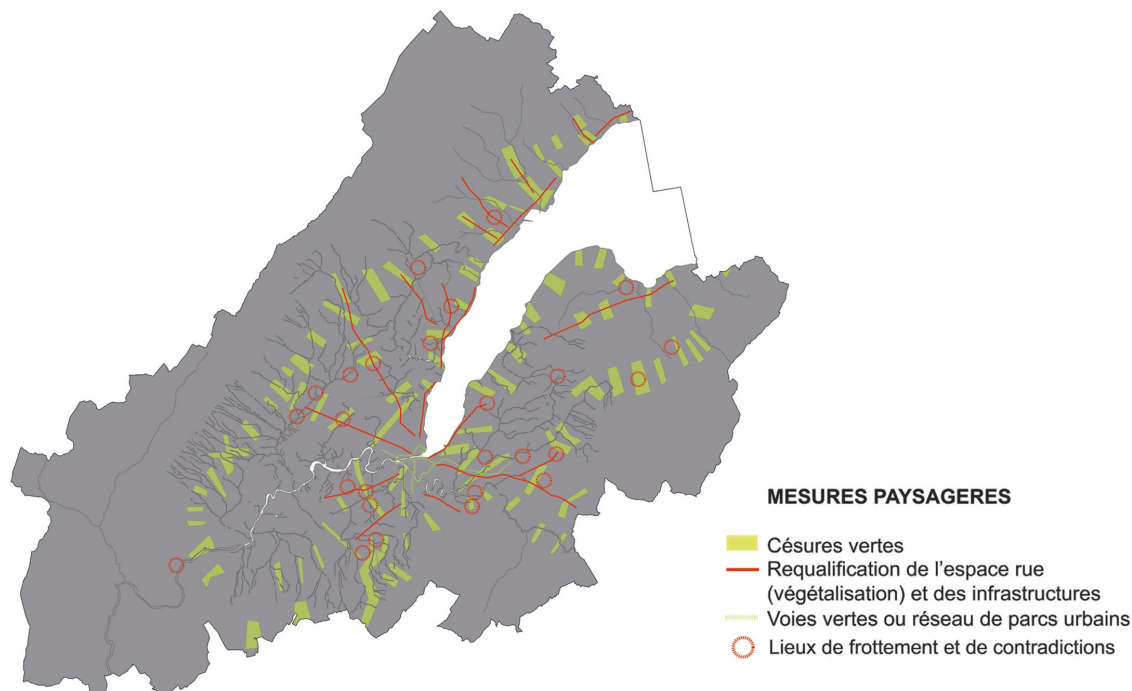 MESURES PAYSAGERES
Césures vertes
Requalification de l'espace rue
(végétalisation) et des infrastructures
Voies vertes ou réseau de parcs urbains
Lieux de frottement et de contradictions